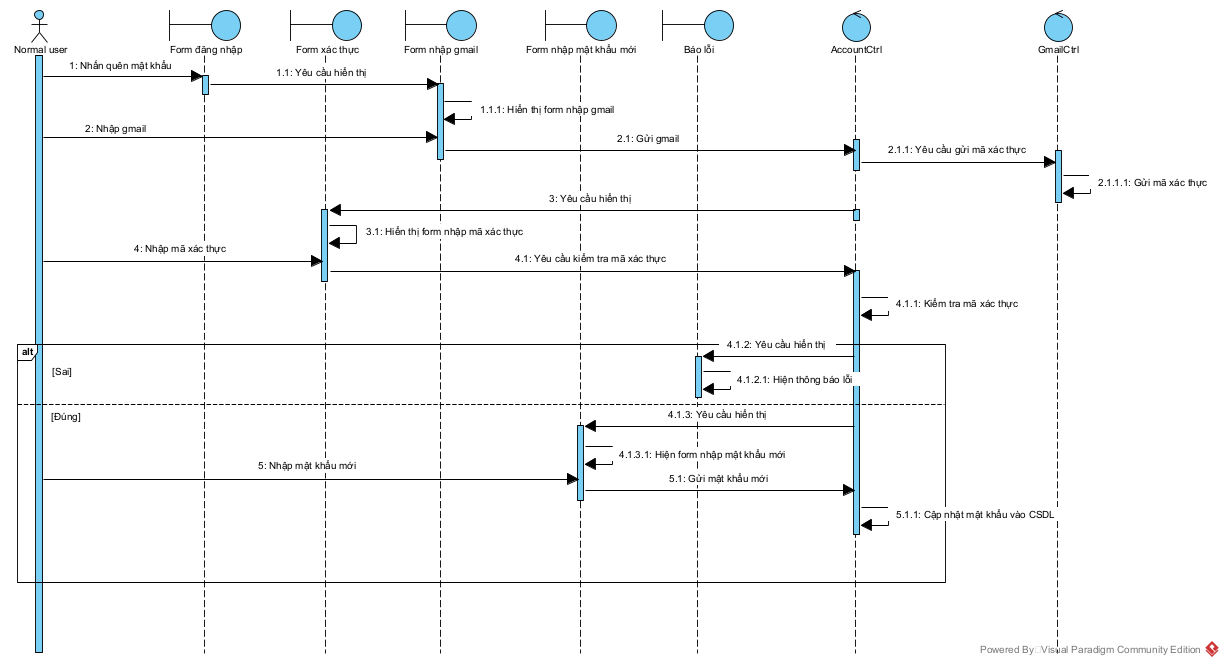 Normal user
Form đăng nhập
Form xác thực
Form nhập gmail
Form nhập mật khẩu mới
Báo lỗi
AccountCtrl
GmailCtrl
1: Nhấn quên mật khẩu
1.1: Yêu cầu hiển thị
1.1.1: Hiển thị form nhập gmail
2: Nhập gmail
2.1: Gửi gmail
2.1.1: Yêu cầu gửi mã xác thực
2.1.1.1: Gửi mã xác thực
3: Yêu cầu hiển thị
3.1: Hiển thị form nhập mã xác thực
4: Nhập mã xác thực
4.1: Yêu cầu kiểm tra mã xác thực
4.1.1: Kiểm tra mã xác thực
alt
4.1.2: Yêu cầu hiển thị
[Sai]
4.1.2.1: Hiện thông báo lỗi
[Đúng]
4.1.3: Yêu cầu hiển thị
4.1.3.1: Hiện form nhập mật khẩu mới
5: Nhập mật khẩu mới
5.1: Gửi mật khẩu mới
5.1.1: Cập nhật mật khẩu vào CSDL
Powered By Visual Paradigm Community Edition